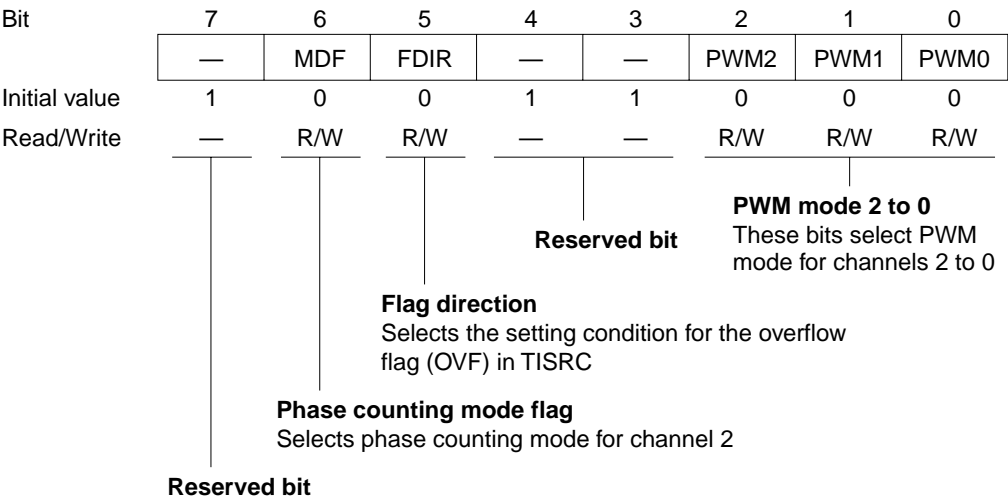 Bit 7 6 5 4 3 2 1 0
— MDF FDIR — — PWM2 PWM1 PWM0
Initial value 1 0 0 1 1 0 0 0
Read/Write — R/W R/W — — R/W R/W R/W
PWM mode 2 to 0
These bits select PWM
mode for channels 2 to 0
Reserved bit
Flag direction
Selects the setting condition for the overflow
flag (OVF) in TISRC
Phase counting mode flag
Selects phase counting mode for channel 2
Reserved bit